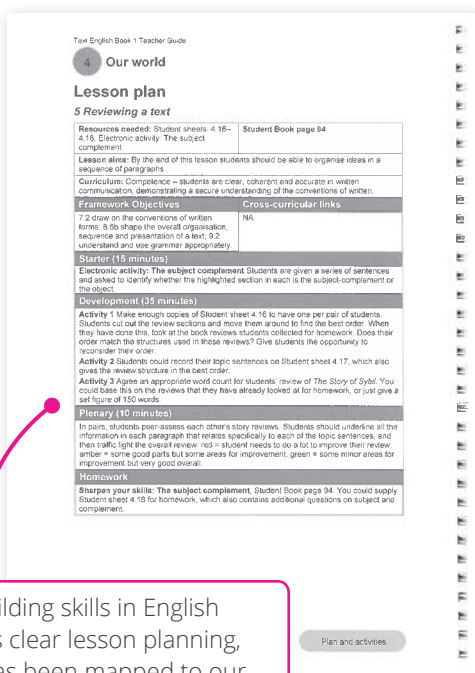 Text English Book 1 Teacher Guide
4 Our world
Lesson plan
5 Reviewing a text
Resources needed: Student sheets 4.16–
4.16; Electronic activity: The subject
complement
Student Book page 94
Lesson aims: By the end of this lesson students should be able to organise ideas in a
sequence of paragraphs
Curriculum: Competence – students are clear, coherent and accurate in written
communication, demonstrating a secure understanding of the conventions of written.
Framework Objectives
Cross-curricular links
7.2 draw on the conventions of written
forms: 8.5b shape the overall organisation,
sequence and presentation of a text; 9.2
understand and use grammar appropriately.
NA
Starter (15 minutes)
Electronic activity: The subject complement Students are given a series of sentences
and asked to identify whether the highlighted section in each is the subject-complement or
the object.
Development (35 minutes)
Activity 1 Make enough copies of Student sheet 4.16 to have one per pair of students.
Students cut out the review sections and move them around to find the best order. When
they have done this, look at the book reviews students collected for homework. Does their
order match the structures used in these reviews? Give students the opportunity to
reconsider their order.
Activity 2 Students could record their topic sentences on Student sheet 4.17, which also
gives the review structure in the best order.
Activity 3 Agree an appropriate word count for students' review of The Story of Sybil. You
could base this on the reviews that they have already looked at for homework, or just give a
set figure of 150 words.
Plenary (10 minutes)
In pairs, students peer-assess each other's story reviews. Students should underline all the
information in each paragraph that relates specifically to each of the topic sentences, and
then traffic light the overall review: red = student needs to do a lot to improve their review;
amber = some good parts but some areas for improvement; green = some minor areas for
improvement but very good overall.
Homework
Sharpen your skills: The subject complement, Student Book page 94. You could supply
Student sheet 4.18 for homework, which also contains additional questions on subject and
complement.
ilding skills in English
s clear lesson planning,
as been mapped to our
Plan and activities